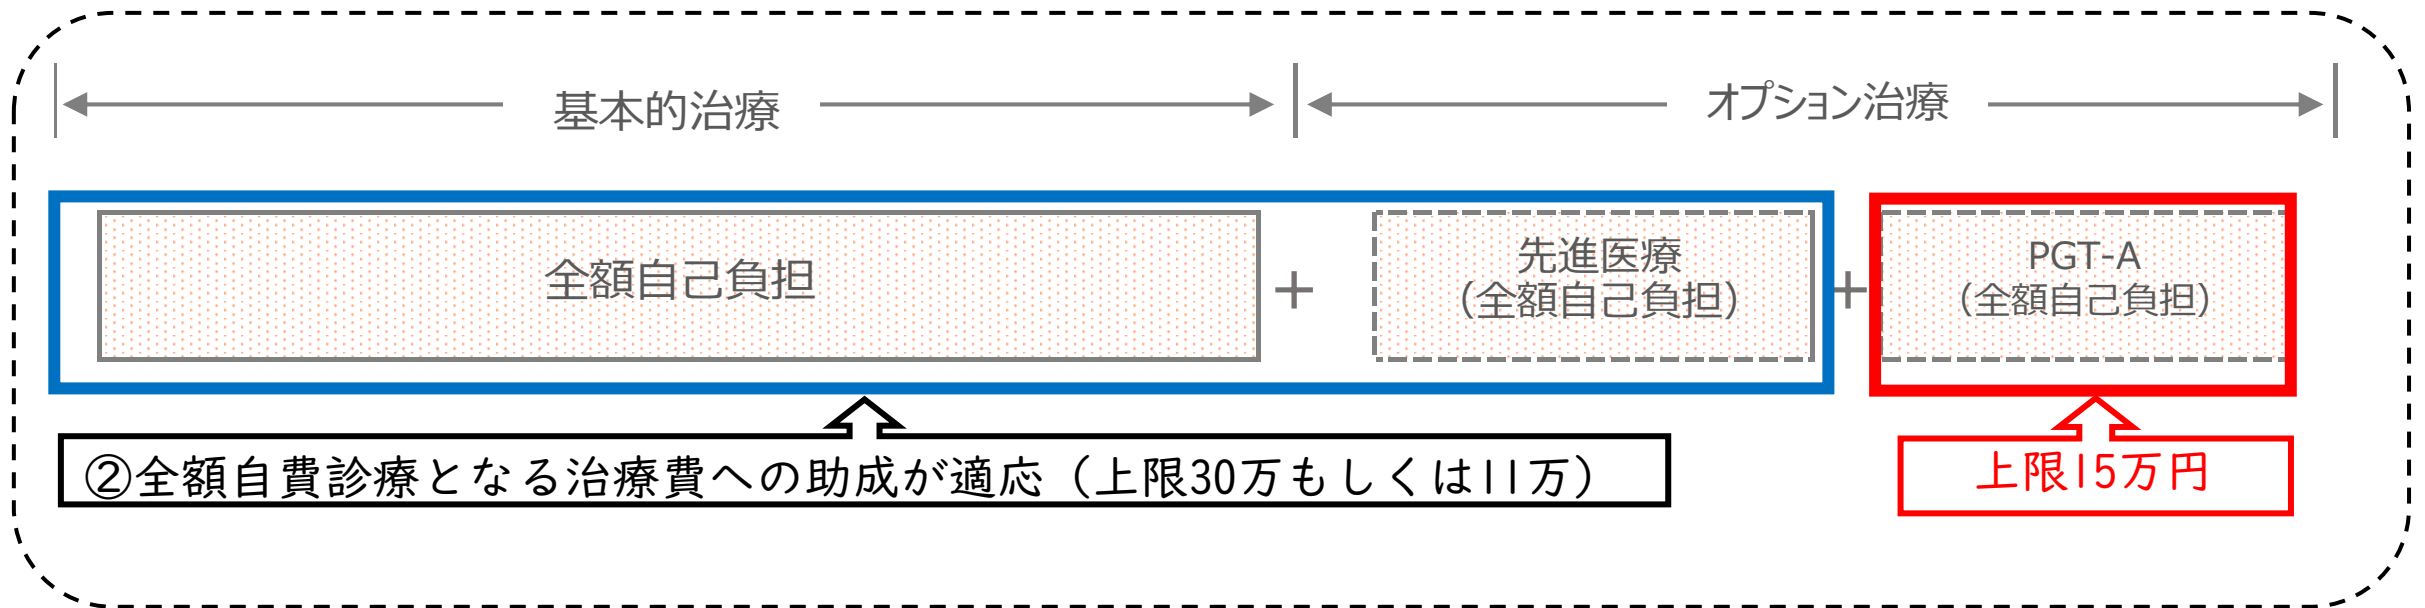 基本的治療
オプション治療
全額自己負担
+
先進医療
（全額自己負担）
+
PGT-A
（全額自己負担）
②全額自費診療となる治療費への助成が適応（上限30万もしくは11万）
上限15万円